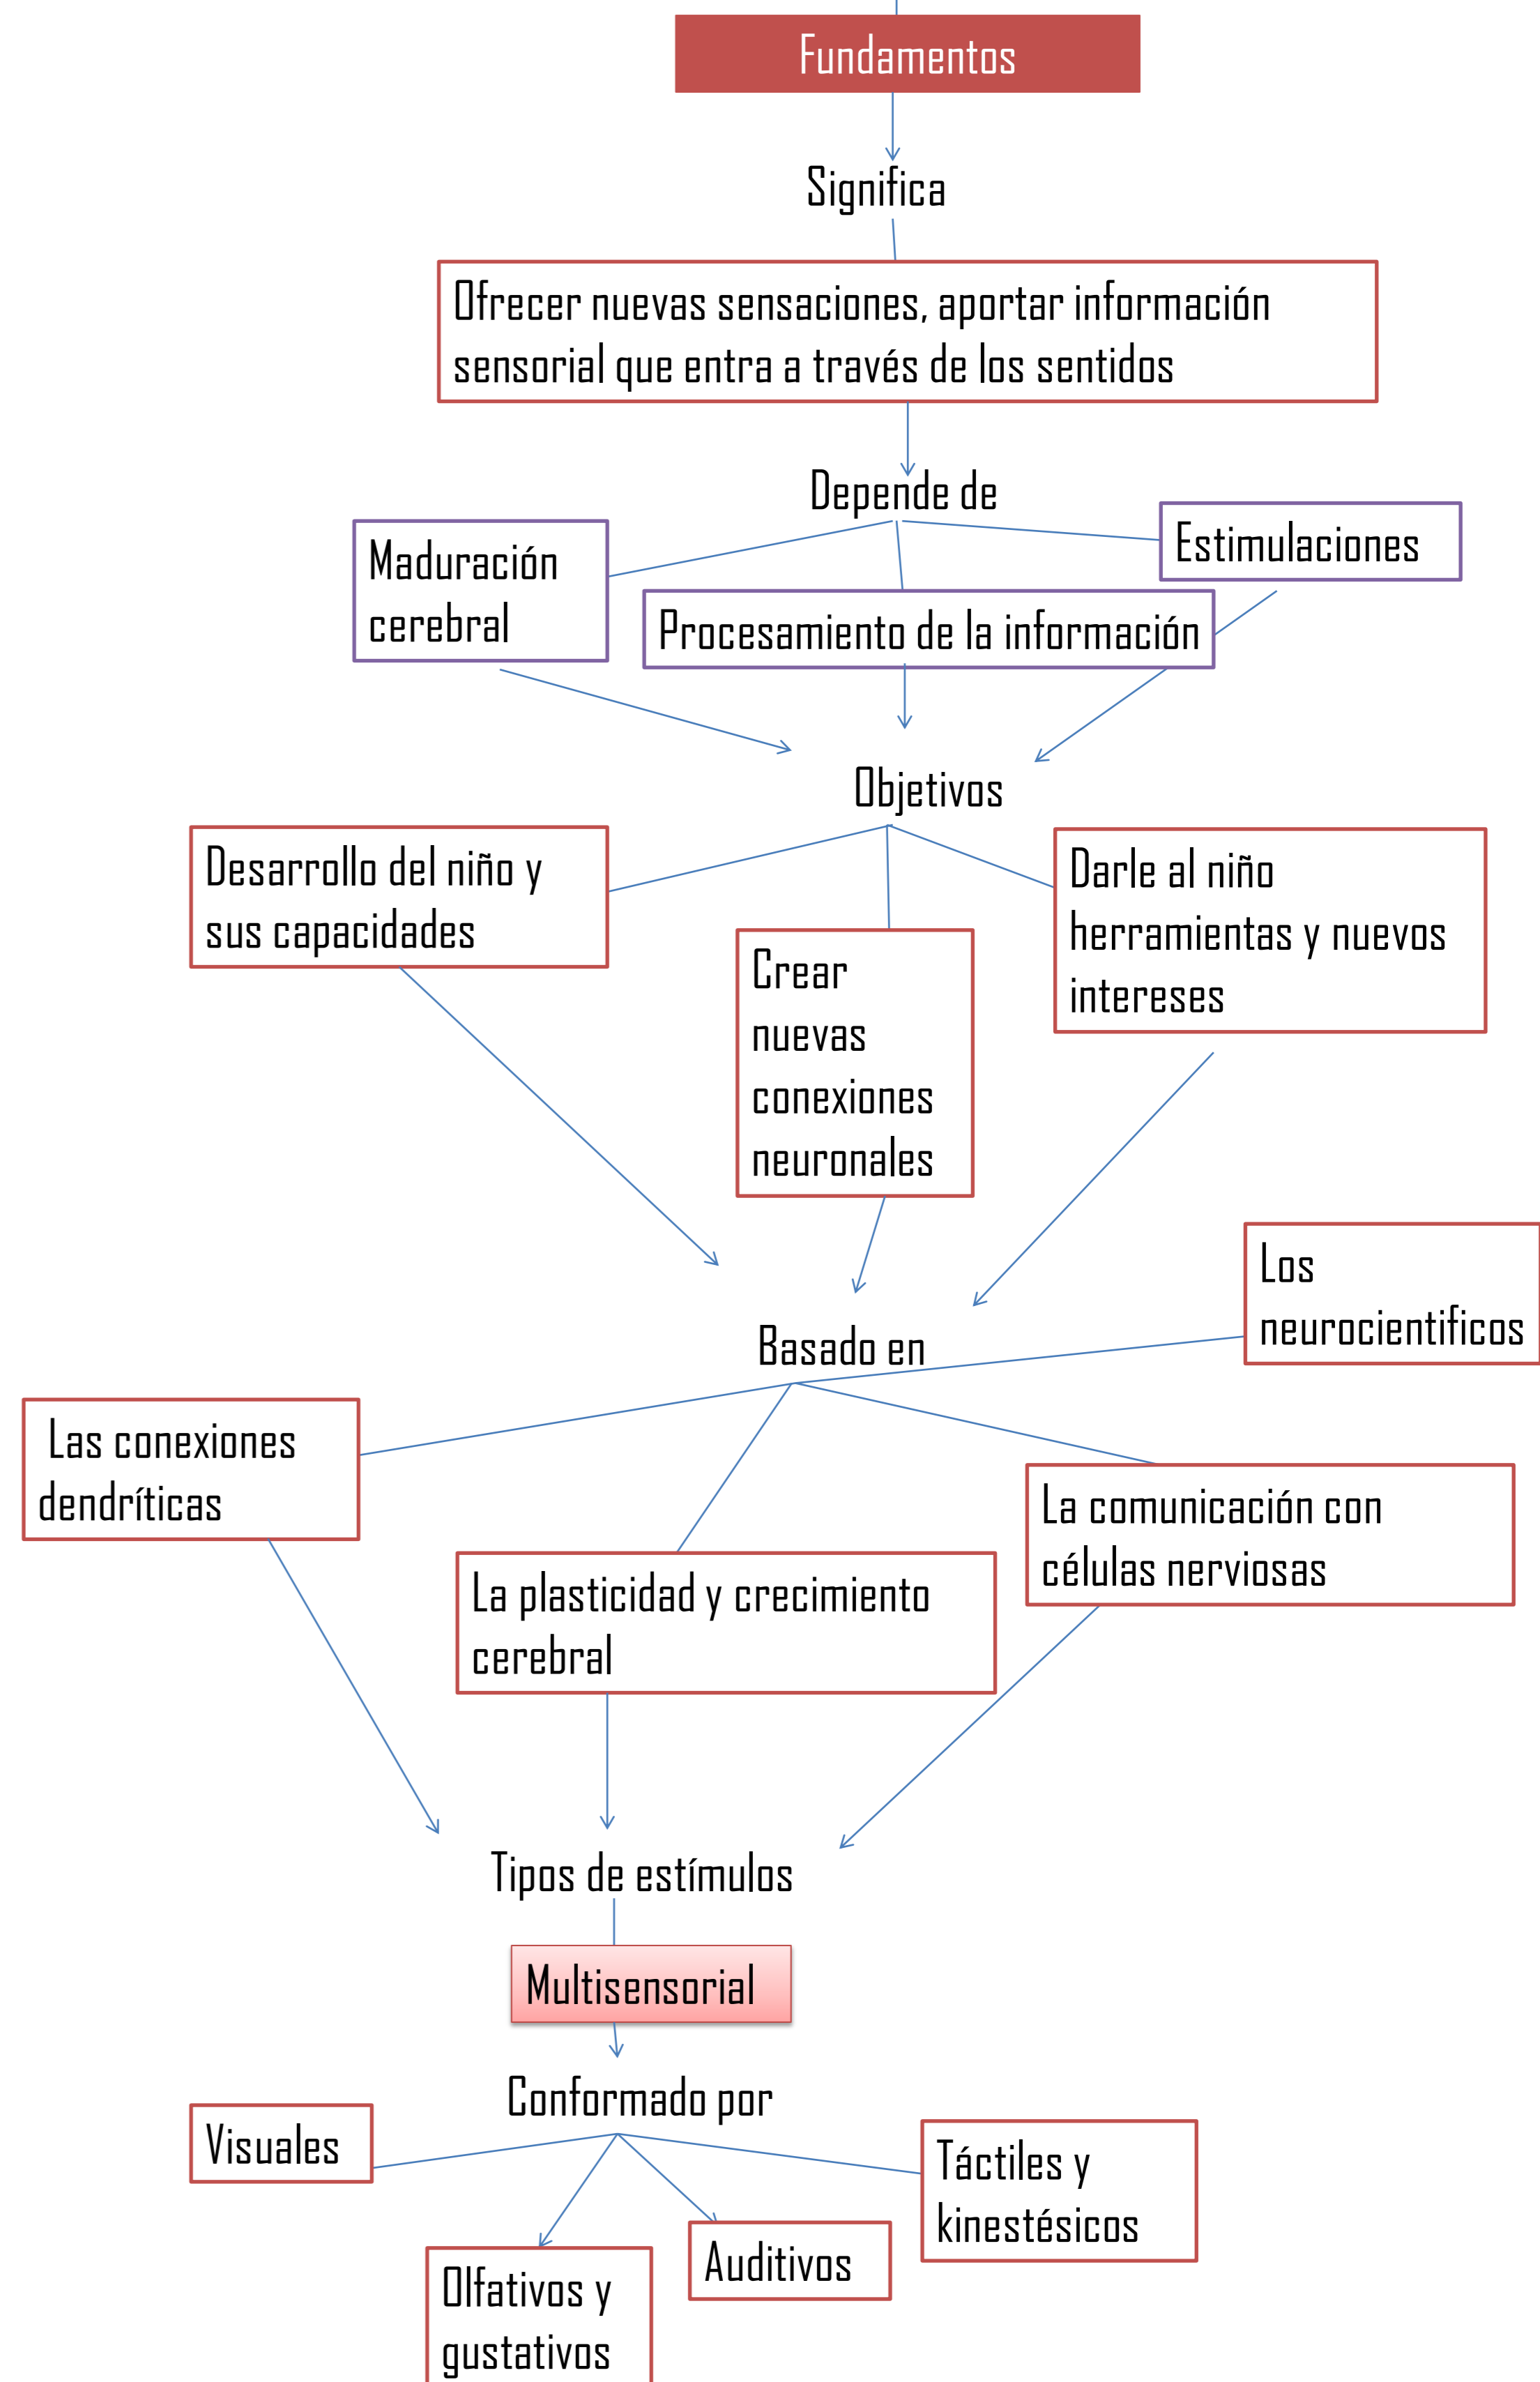 Fundamentos
Significa
Ofrecer nuevas sensaciones, aportar información
sensorial que entra a través de los sentidos
Depende de
Maduración
cerebral
Procesamiento de la información
Estimulaciones
Objetivos
Desarrollo del niño y
sus capacidades
Crear
nuevas
conexiones
neuronales
Darle al niño
herramientas y nuevos
intereses
Basado en
Los
neurocientificos
Las conexiones
dendríticas
La plasticidad y crecimiento
cerebral
La comunicación con
células nerviosas
Tipos de estímulos
Multisensorial
Conformado por
Visuales
Olfativos y
gustativos
Auditivos
Táctiles y
kinestésicos